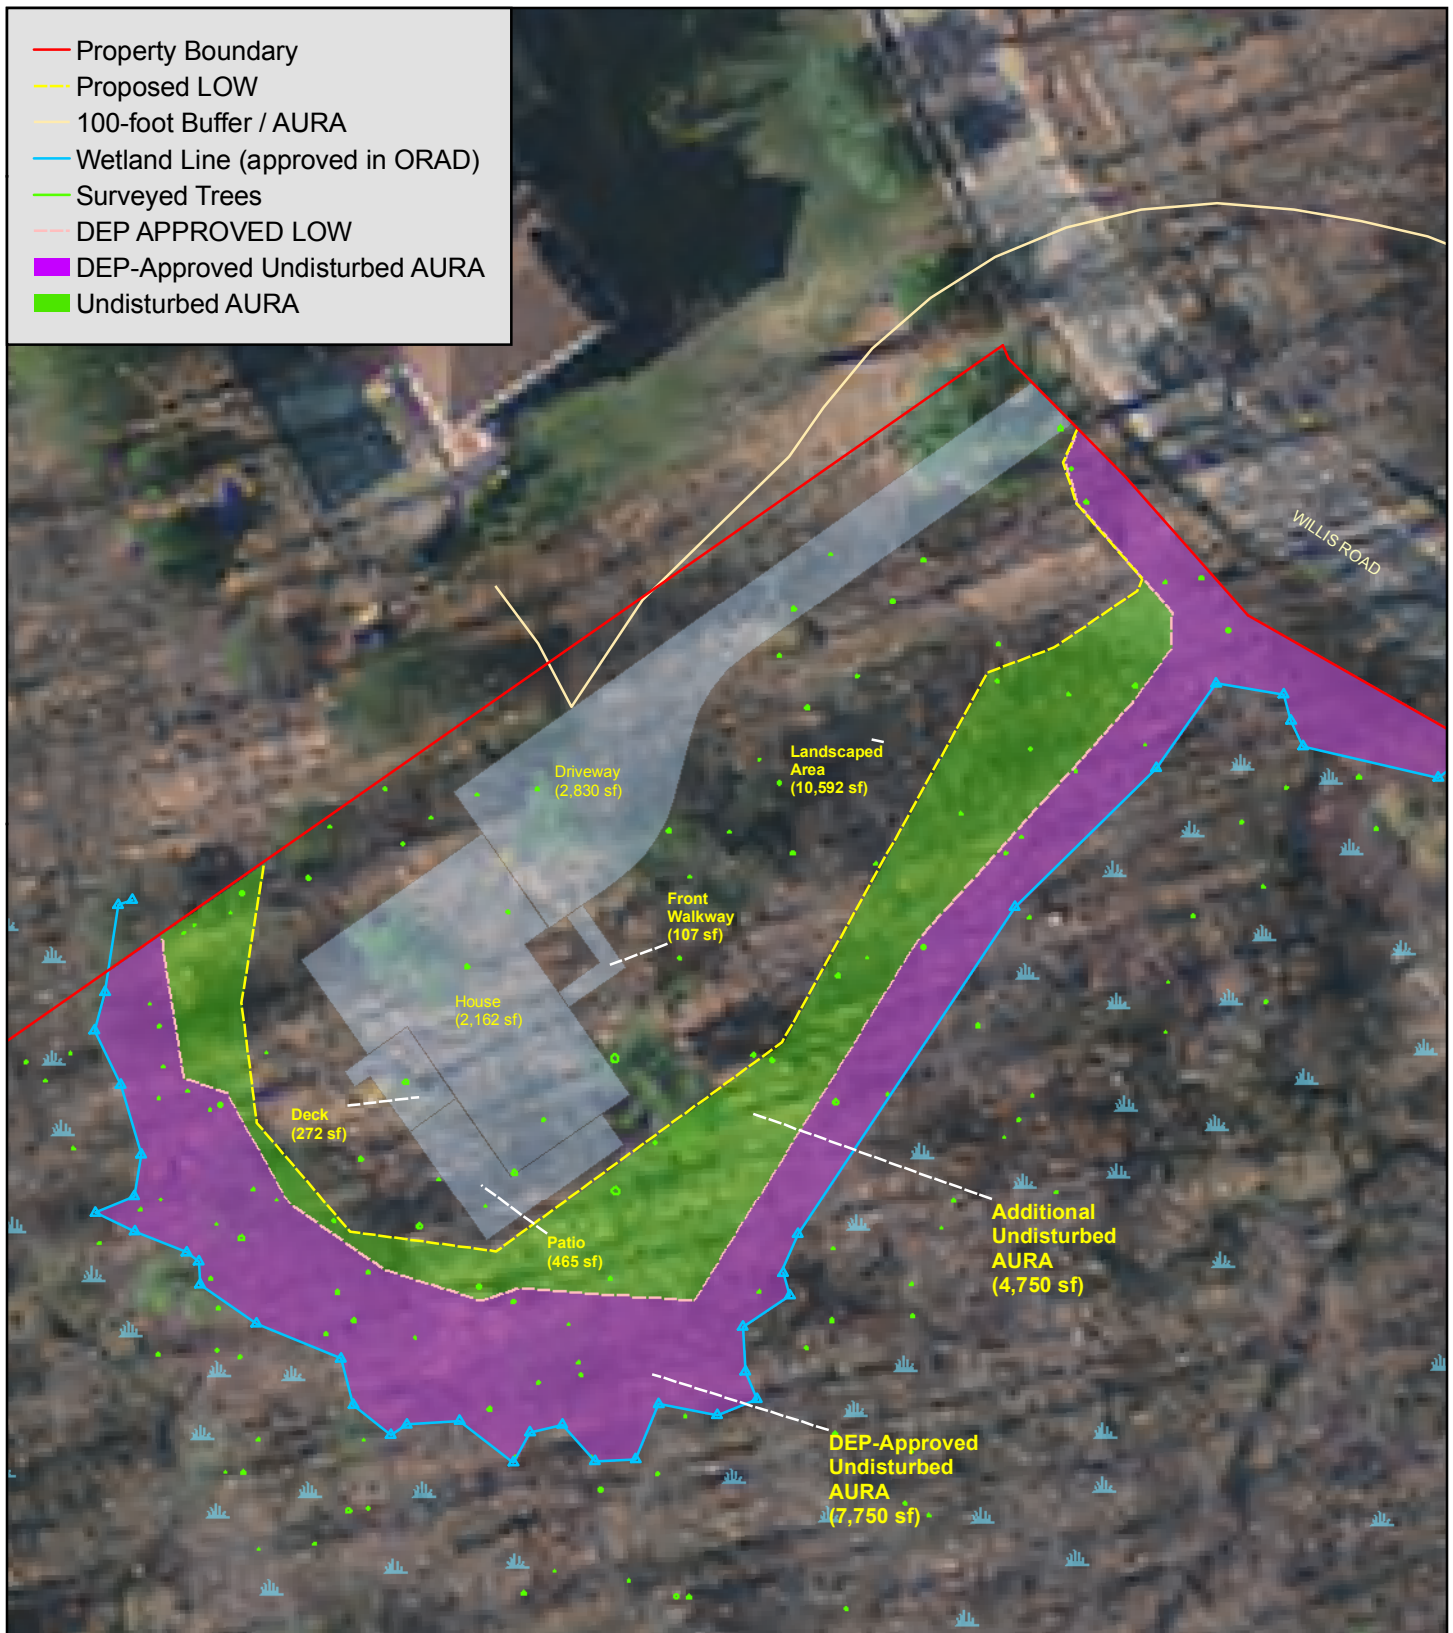 Property Boundary
Proposed LOW
100-foot Buffer / AURA
Wetland Line (approved in ORAD)
Surveyed Trees
DEP APPROVED LOW
DEP-Approved Undisturbed AURA
Undisturbed AURA
WILLIS ROAD
Landscaped
Area
(10,592 sf)
Driveway
(2,830 sf)
Front
Walkway
(107 sf)
House
(2,162 sf)
Deck
(272 sf)
Patio
(465 sf)
Additional
Undisturbed
AURA
(4,750 sf)
DEP-Approved
Undisturbed
AURA
(7,750 sf)